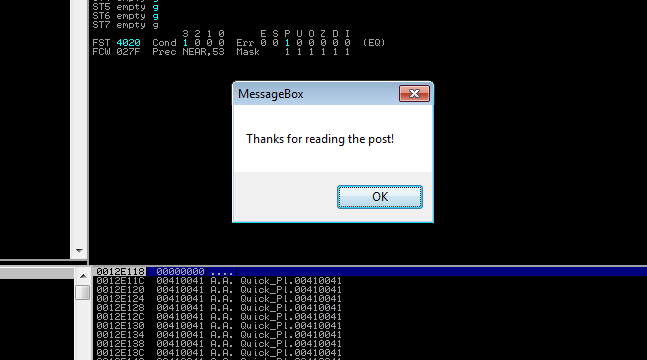 ST5 empty g
ST6 empty g
ST7 empty g
3 2 1 0 E S P U O Z D I
FST 4020 Cond 1 0 0 0 Err 0 0 1 0 0 0 0 0 (EQ)
FCW 027F Prec NEAR,53 Mask 1 1 1 1 1 1
MessageBox
Thanks for reading the post!
OK
0012E118 00000000 ....
0012E11C 00410041 A.A. Quick_Pl.00410041
0012E120 00410041 A.A. Quick_Pl.00410041
0012E124 00410041 A.A. Quick_Pl.00410041
0012E128 00410041 A.A. Quick_Pl.00410041
0012E12C 00410041 A.A. Quick_Pl.00410041
0012E130 00410041 A.A. Quick_Pl.00410041
0012E134 00410041 A.A. Quick_Pl.00410041
0012E138 00410041 A.A. Quick_Pl.00410041
0012E13C 00410041 A.A. Quick_Pl.00410041